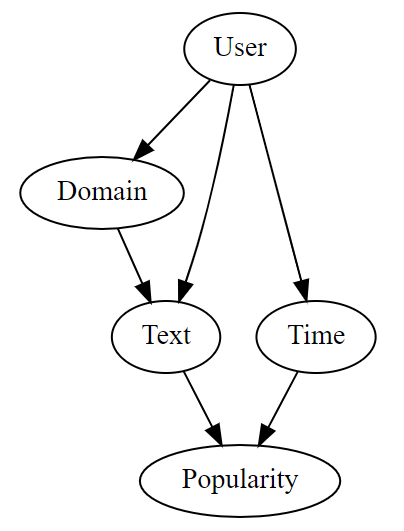 User
Domain
Text
Time
Popularity